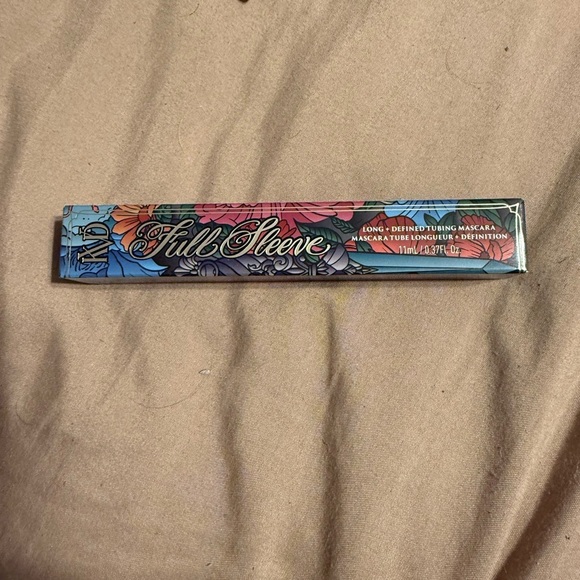 KVD
Full Sleeve
LONG + DEFINED TUBING MASCARA
MASCARA TUBE LONGUEUR + DÉFINITION
11mL / 0.37FL Oz.